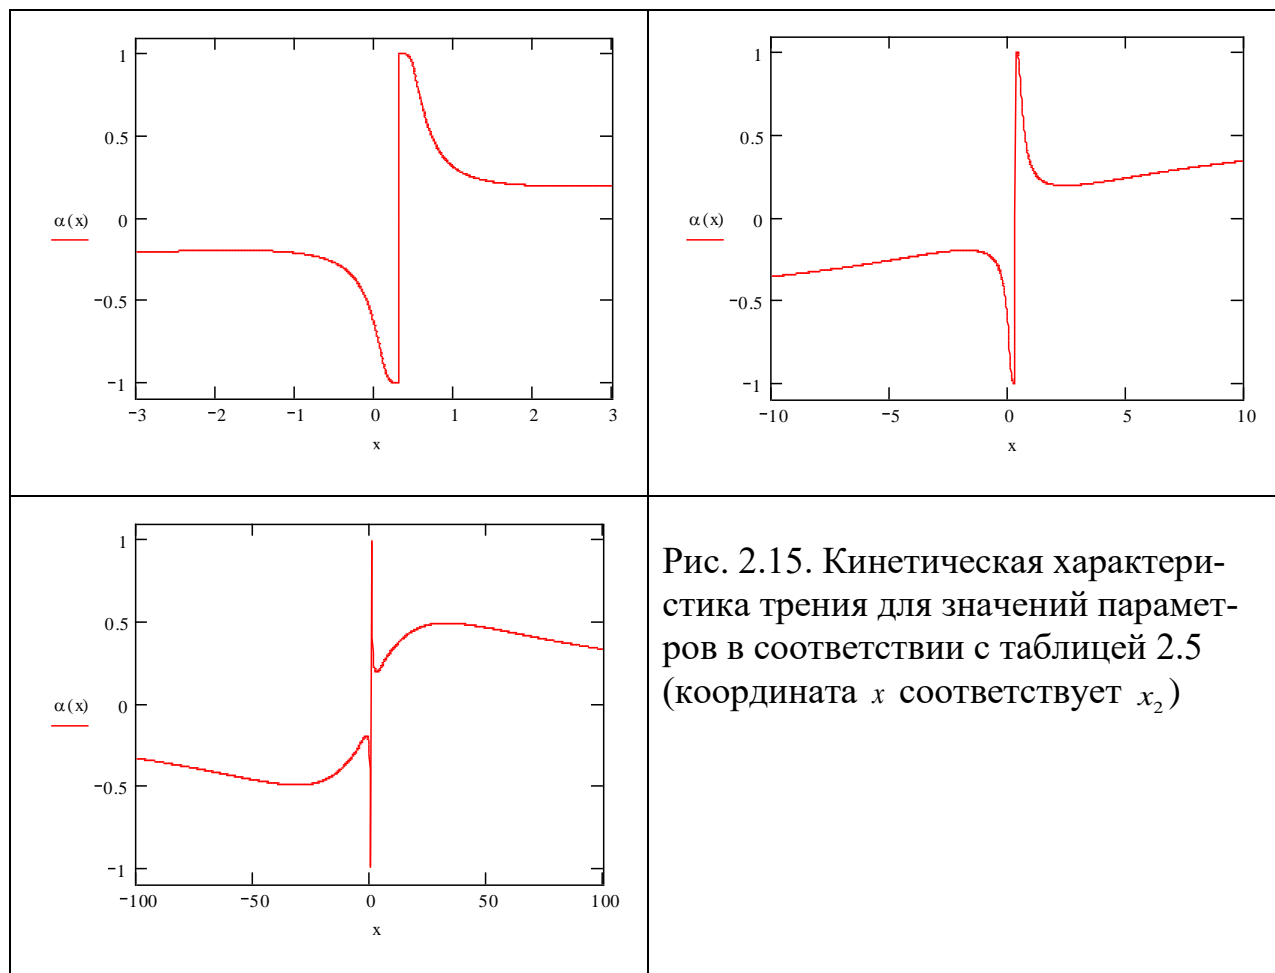 1
0.5
α(x)
0
−0.5
−1
−3 −2 −1 0 1 2 3
x
1
0.5
α(x)
0
−0.5
−1
−10 −5 0 5 10
x
1
0.5
α(x)
0
−0.5
−1
−100 −50 0 50 100
x
Рис. 2.15. Кинетическая характери-
стика трения для значений парамет-
ров в соответствии с таблицей 2.5
(координата x соответствует x₂)